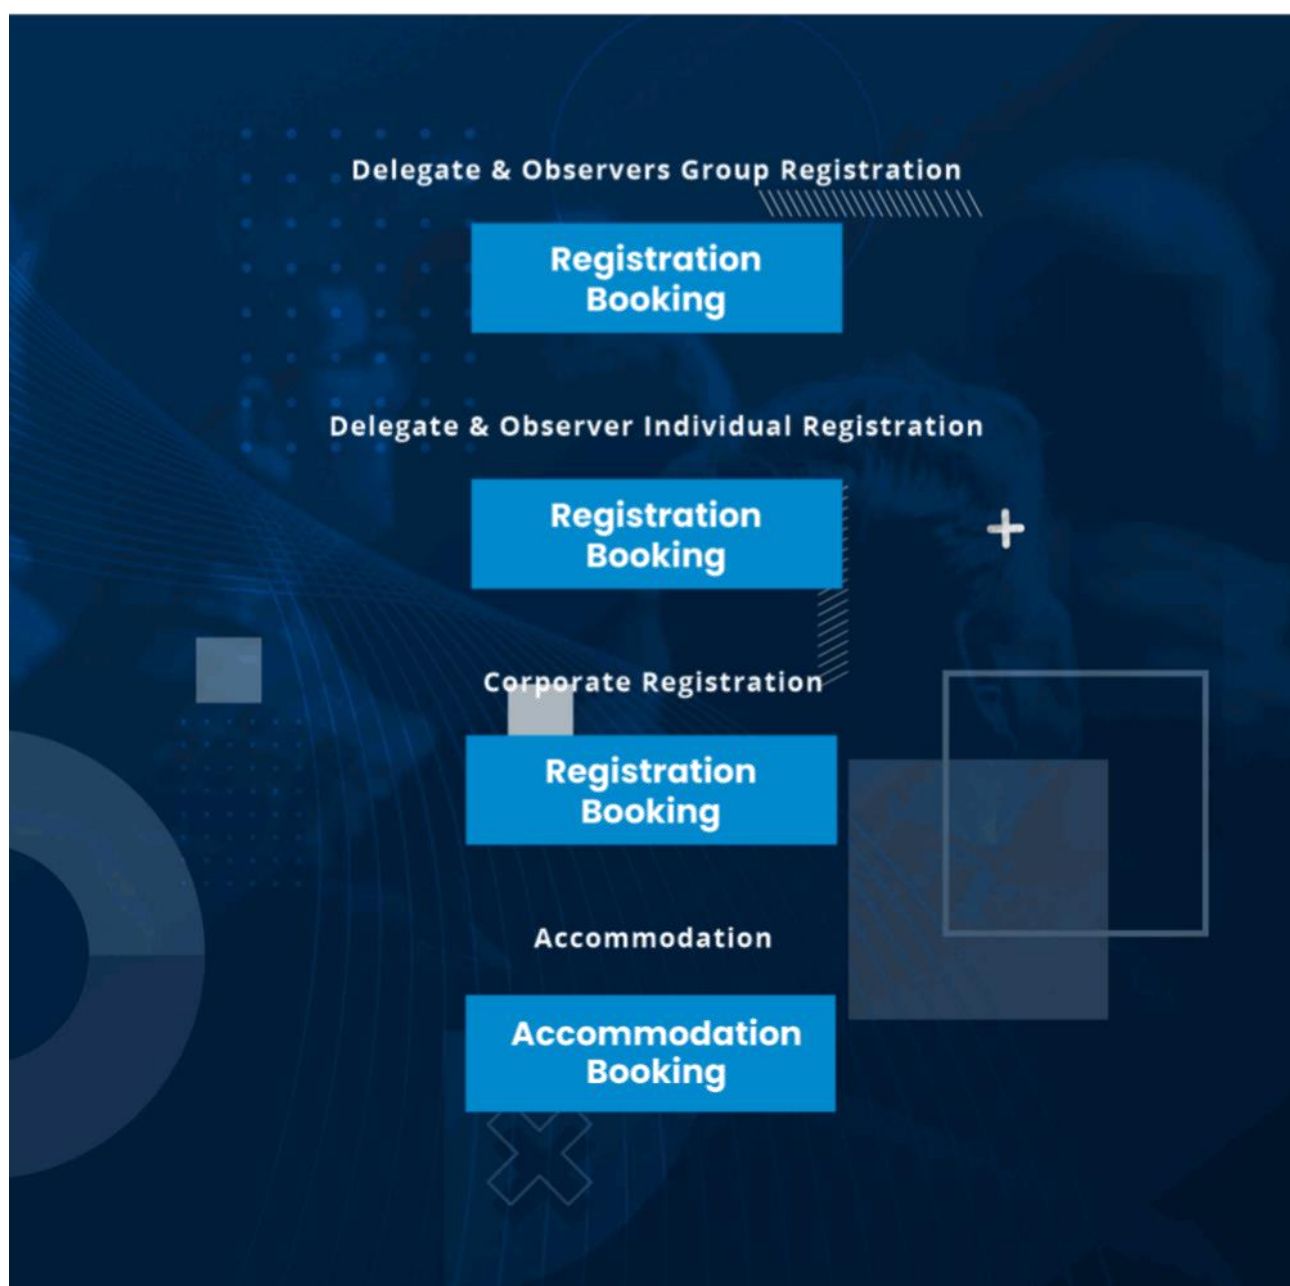 Delegate & Observers Group Registration
Registration
Booking
Delegate & Observer Individual Registration
Registration
Booking
Corporate Registration
Registration
Booking
Accommodation
Accommodation
Booking